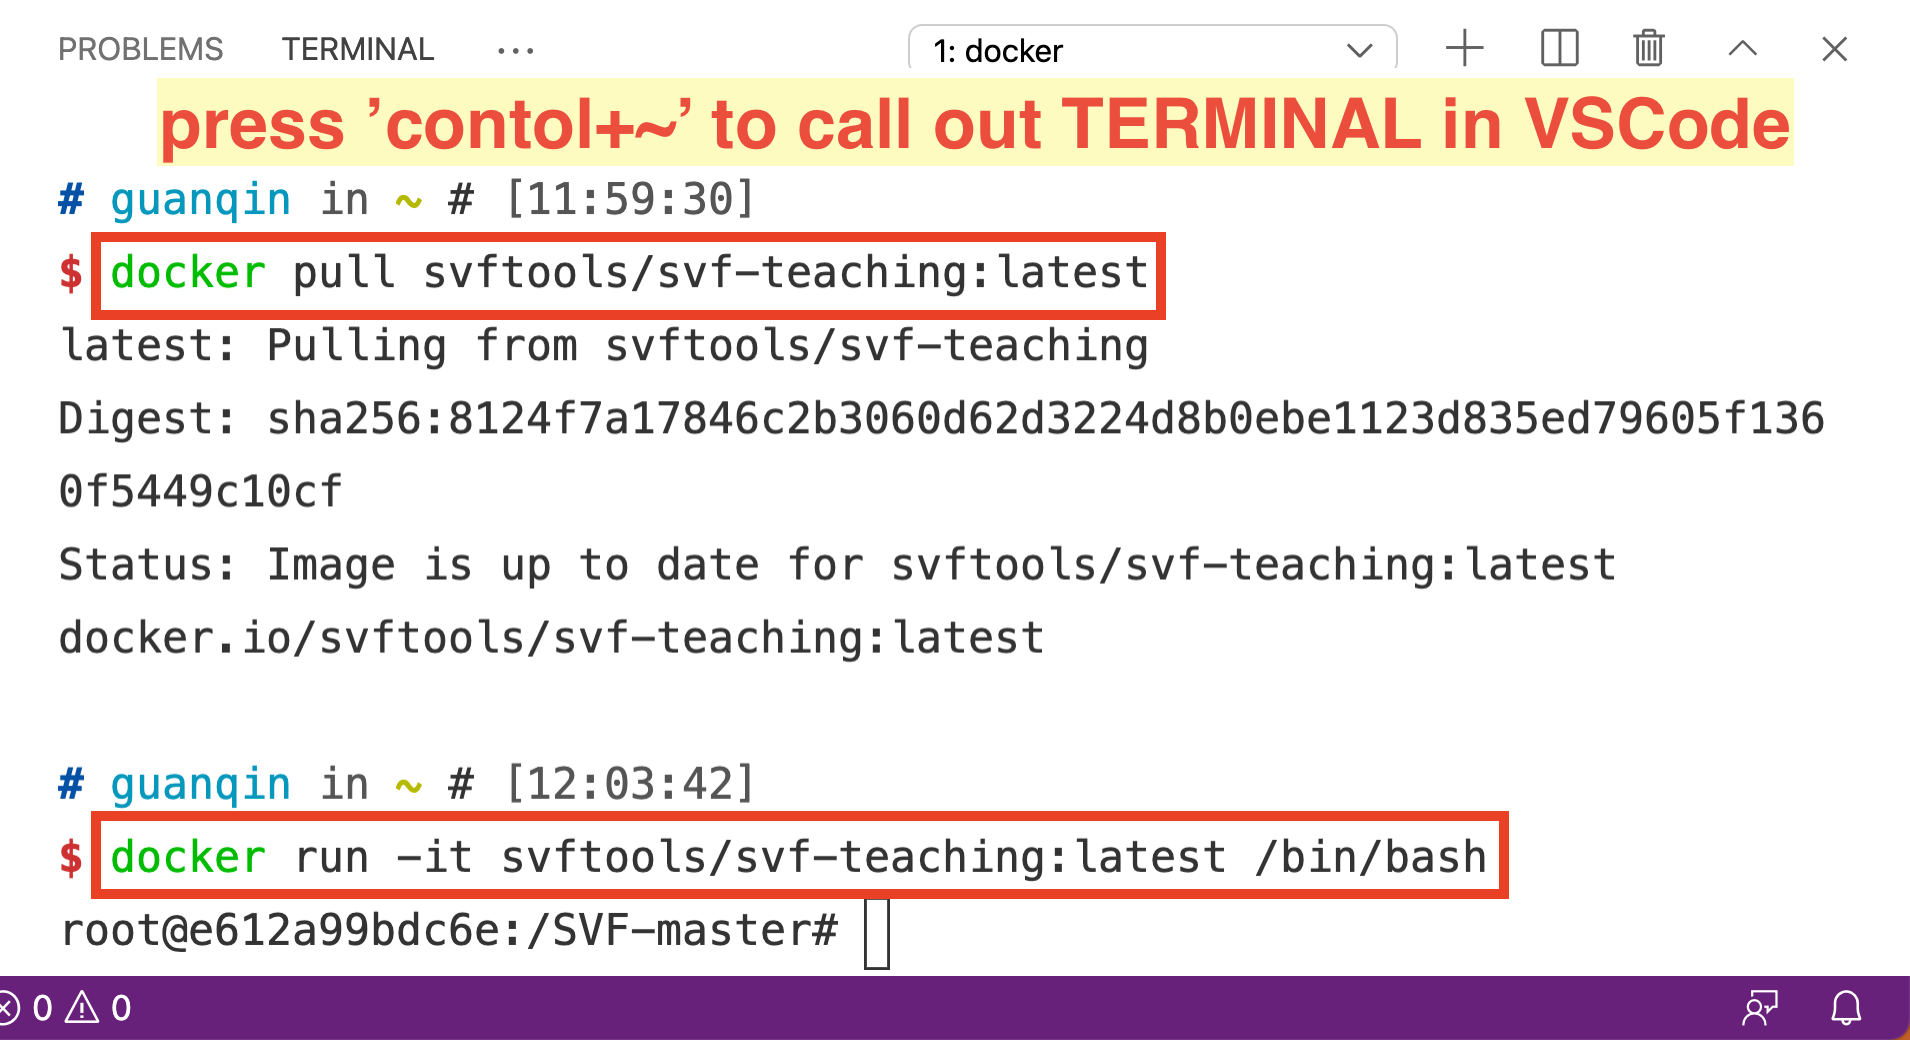 PROBLEMS TERMINAL ··· 1: docker
press ’contol+~’ to call out TERMINAL in VSCode
# guanqin in ~ # [11:59:30]
$ docker pull svftools/svf-teaching:latest
latest: Pulling from svftools/svf-teaching
Digest: sha256:8124f7a17846c2b3060d62d3224d8b0ebe1123d835ed79605f136
0f5449c10cf
Status: Image is up to date for svftools/svf-teaching:latest
docker.io/svftools/svf-teaching:latest
# guanqin in ~ # [12:03:42]
$ docker run -it svftools/svf-teaching:latest /bin/bash
root@e612a99bdc6e:/SVF-master#
0 0